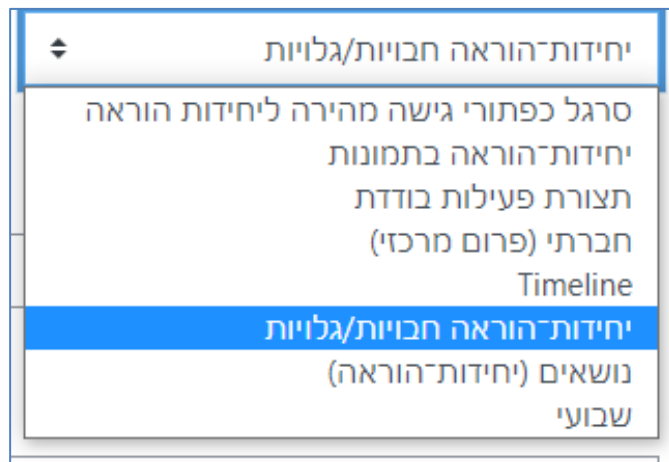 יחידות־הוראה חבויות/גלויות
סרגל כפתורי גישה מהירה ליחידות הוראה
יחידות־הוראה בתמונות
תצורת פעילות בודדת
חברתי (פרום מרכזי)
Timeline
יחידות־הוראה חבויות/גלויות
נושאים (יחידות־הוראה)
שבועי